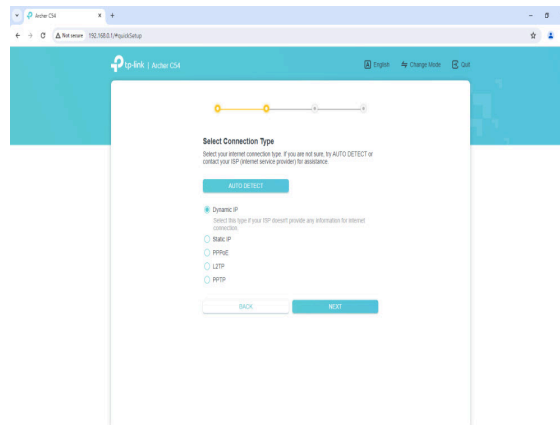 Archer C54
Not secure 192.168.0.1/#quickSetup
tp-link | Archer C54
English Change Mode Quit
Select Connection Type
Select your internet connection type. If you are not sure, try AUTO DETECT or
contact your ISP (internet service provider) for assistance.
AUTO DETECT
Dynamic IP
Select this type if your ISP doesn't provide any information for internet
connection.
Static IP
PPPoE
L2TP
PPTP
BACK NEXT